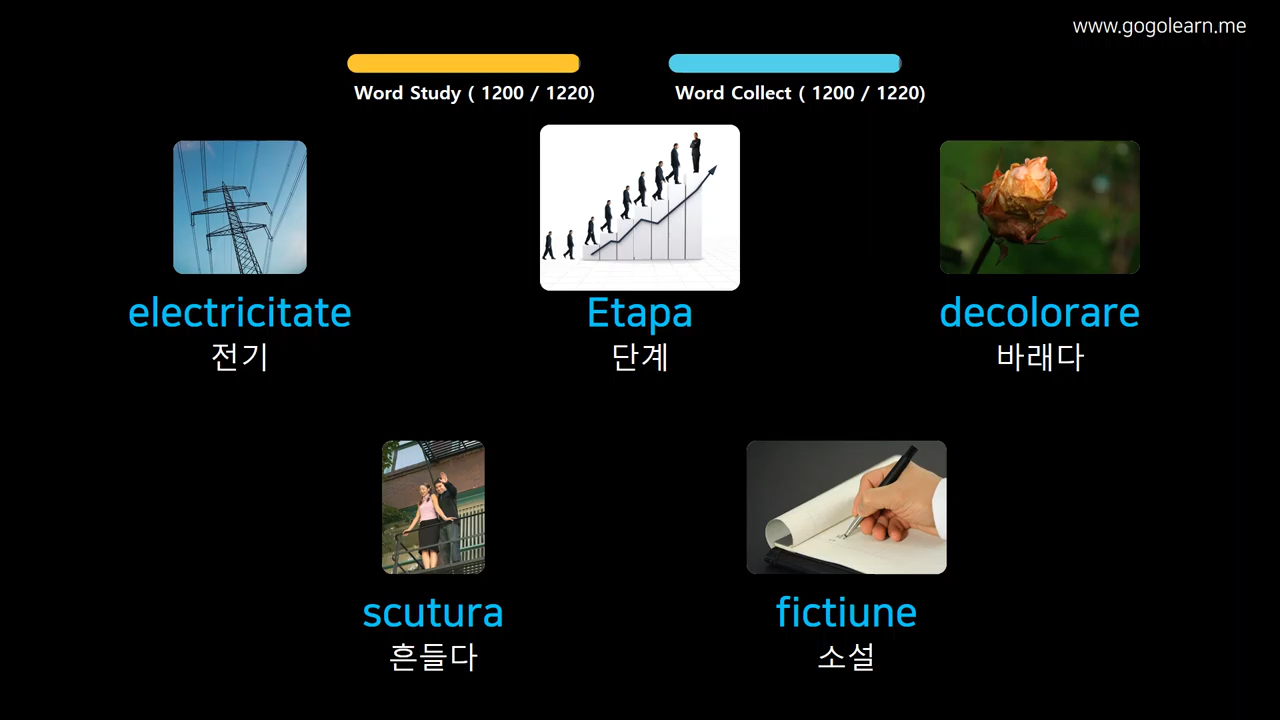 www.gogolearn.me
Word Study ( 1200 / 1220)
Word Collect ( 1200 / 1220)
electricitate
전기
Etapa
단계
decolorare
바래다
scutura
흔들다
fictiune
소설